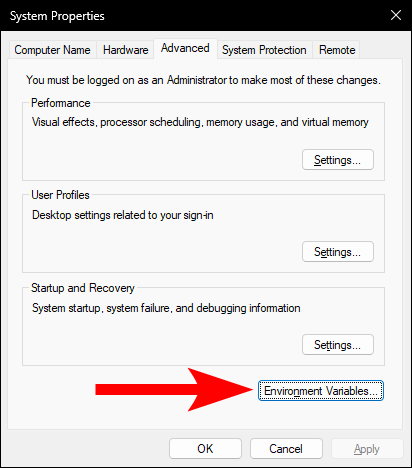 System Properties
Computer Name Hardware Advanced System Protection Remote
You must be logged on as an Administrator to make most of these changes.
Performance
Visual effects, processor scheduling, memory usage, and virtual memory
Settings...
User Profiles
Desktop settings related to your sign-in
Settings...
Startup and Recovery
System startup, system failure, and debugging information
Settings...
Environment Variables...
OK Cancel Apply